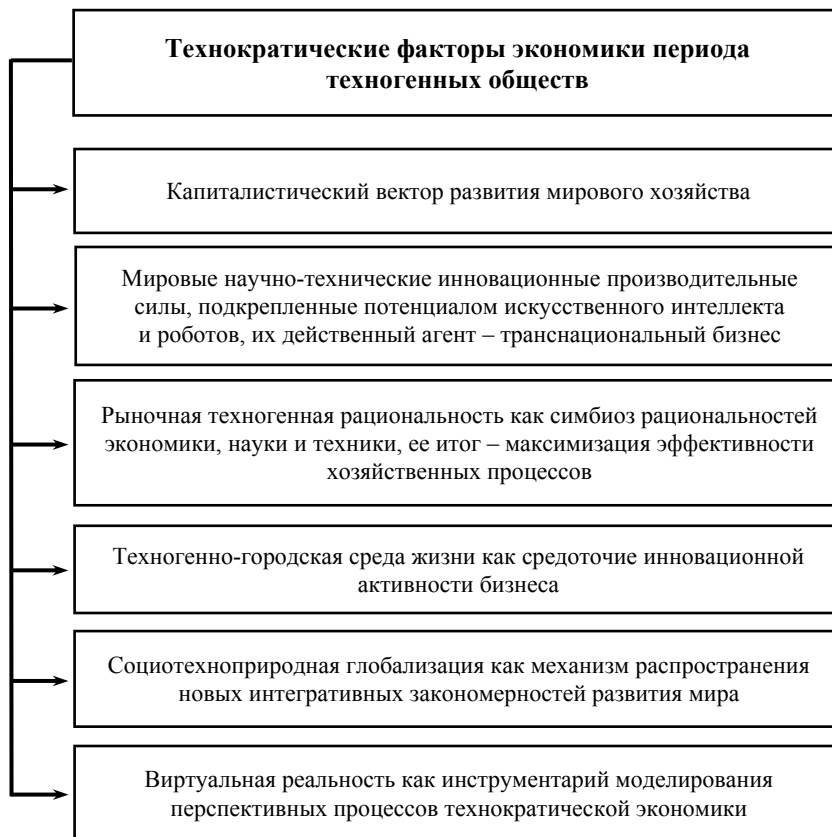 Технократические факторы экономики периода
техногенных обществ
Капиталистический вектор развития мирового хозяйства
Мировые научно-технические инновационные производительные
силы, подкрепленные потенциалом искусственного интеллекта
и роботов, их действенный агент – транснациональный бизнес
Рыночная техногенная рациональность как симбиоз рациональностей
экономики, науки и техники, ее итог – максимизация эффективности
хозяйственных процессов
Техногенно-городская среда жизни как средоточие инновационной
активности бизнеса
Социотехноприродная глобализация как механизм распространения
новых интегративных закономерностей развития мира
Виртуальная реальность как инструментарий моделирования
перспективных процессов технократической экономики